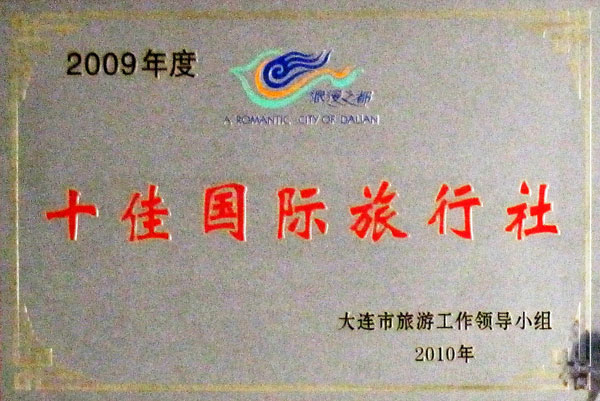 2009年度
浪漫之都
A ROMANTIC CITY OF DALIAN
十佳国际旅行社
大连市旅游工作领导小组
2010年